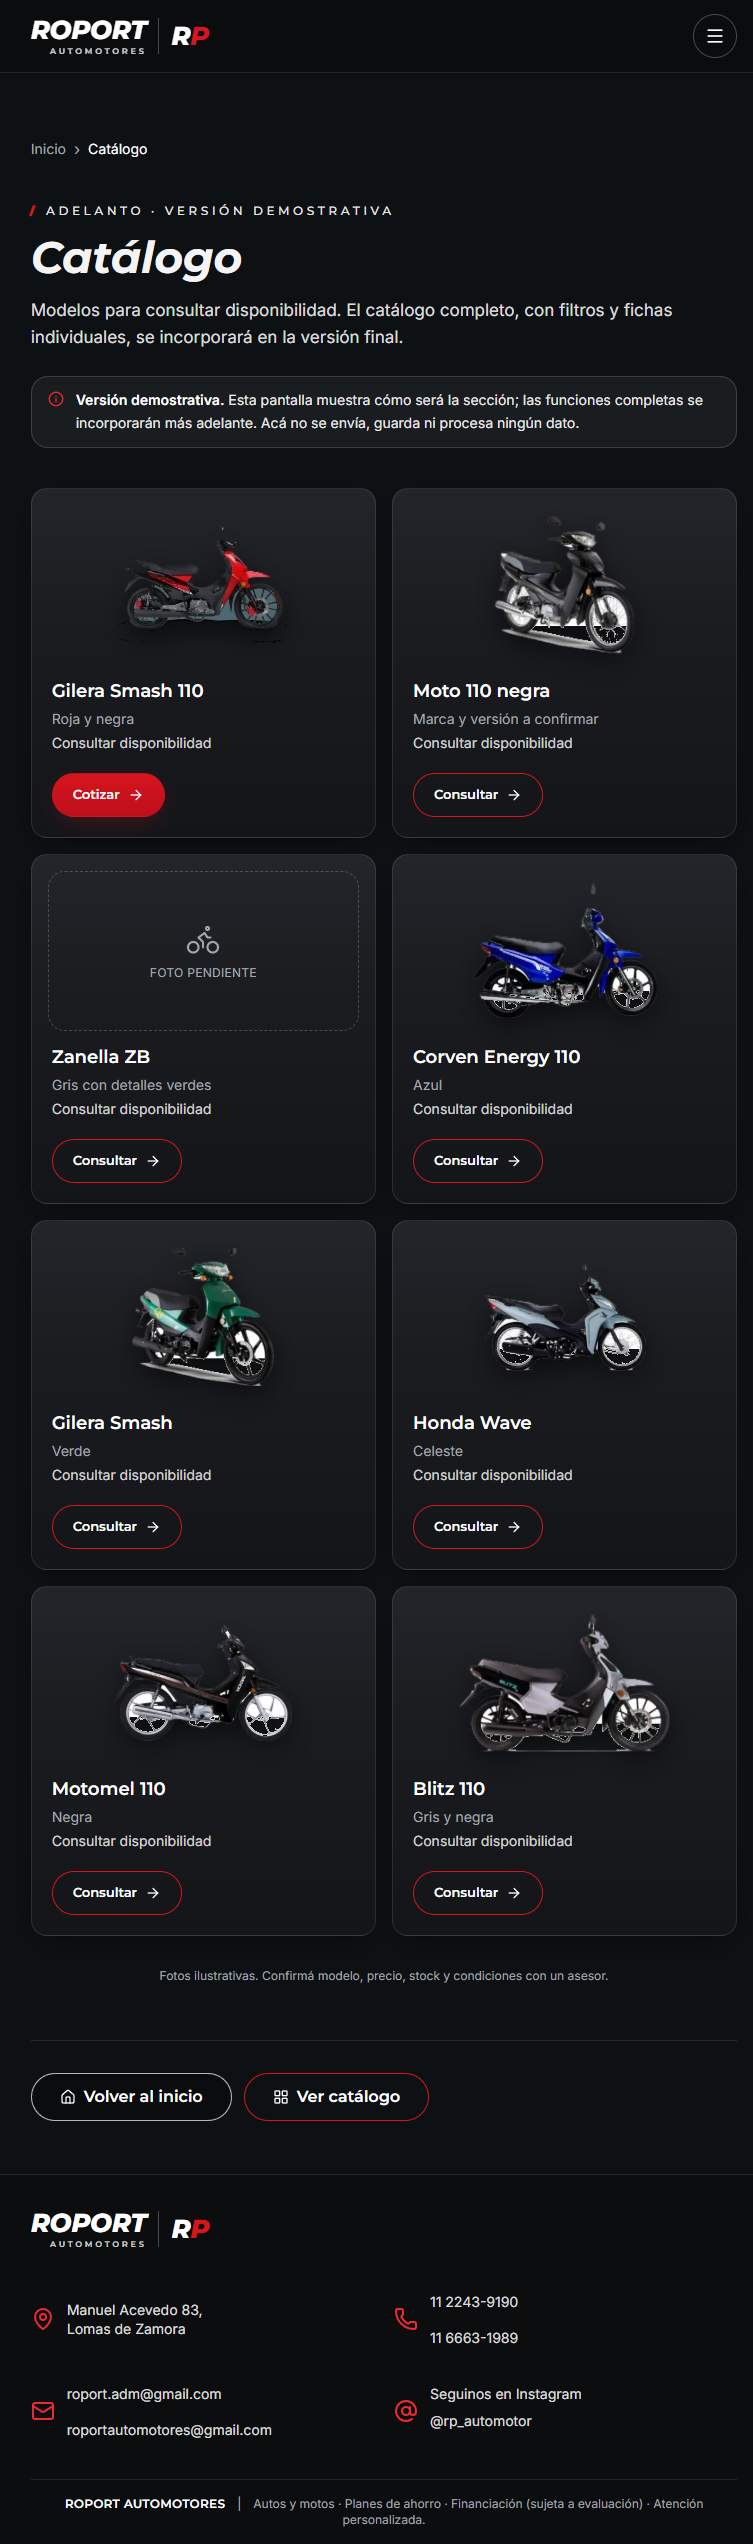 ROPORT
AUTOMOTORES
RP
Inicio › Catálogo
ADELANTO · VERSIÓN DEMOSTRATIVA
Catálogo
Modelos para consultar disponibilidad. El catálogo completo, con filtros y fichas
individuales, se incorporará en la versión final.
Versión demostrativa. Esta pantalla muestra cómo será la sección; las funciones completas se
incorporarán más adelante. Acá no se envía, guarda ni procesa ningún dato.
Gilera Smash 110
Roja y negra
Consultar disponibilidad
Cotizar →
Moto 110 negra
Marca y versión a confirmar
Consultar disponibilidad
Consultar →
FOTO PENDIENTE
Zanella ZB
Gris con detalles verdes
Consultar disponibilidad
Consultar →
Corven Energy 110
Azul
Consultar disponibilidad
Consultar →
Gilera Smash
Verde
Consultar disponibilidad
Consultar →
Honda Wave
Celeste
Consultar disponibilidad
Consultar →
Motomel 110
Negra
Consultar disponibilidad
Consultar →
BLITZ
Blitz 110
Gris y negra
Consultar disponibilidad
Consultar →
Fotos ilustrativas. Confirmá modelo, precio, stock y condiciones con un asesor.
Volver al inicio
Ver catálogo
ROPORT
AUTOMOTORES
RP
Manuel Acevedo 83,
Lomas de Zamora
11 2243-9190
11 6663-1989
roport.adm@gmail.com
roportautomotores@gmail.com
Seguinos en Instagram
@rp_automotor
ROPORT AUTOMOTORES | Autos y motos · Planes de ahorro · Financiación (sujeta a evaluación) · Atención
personalizada.